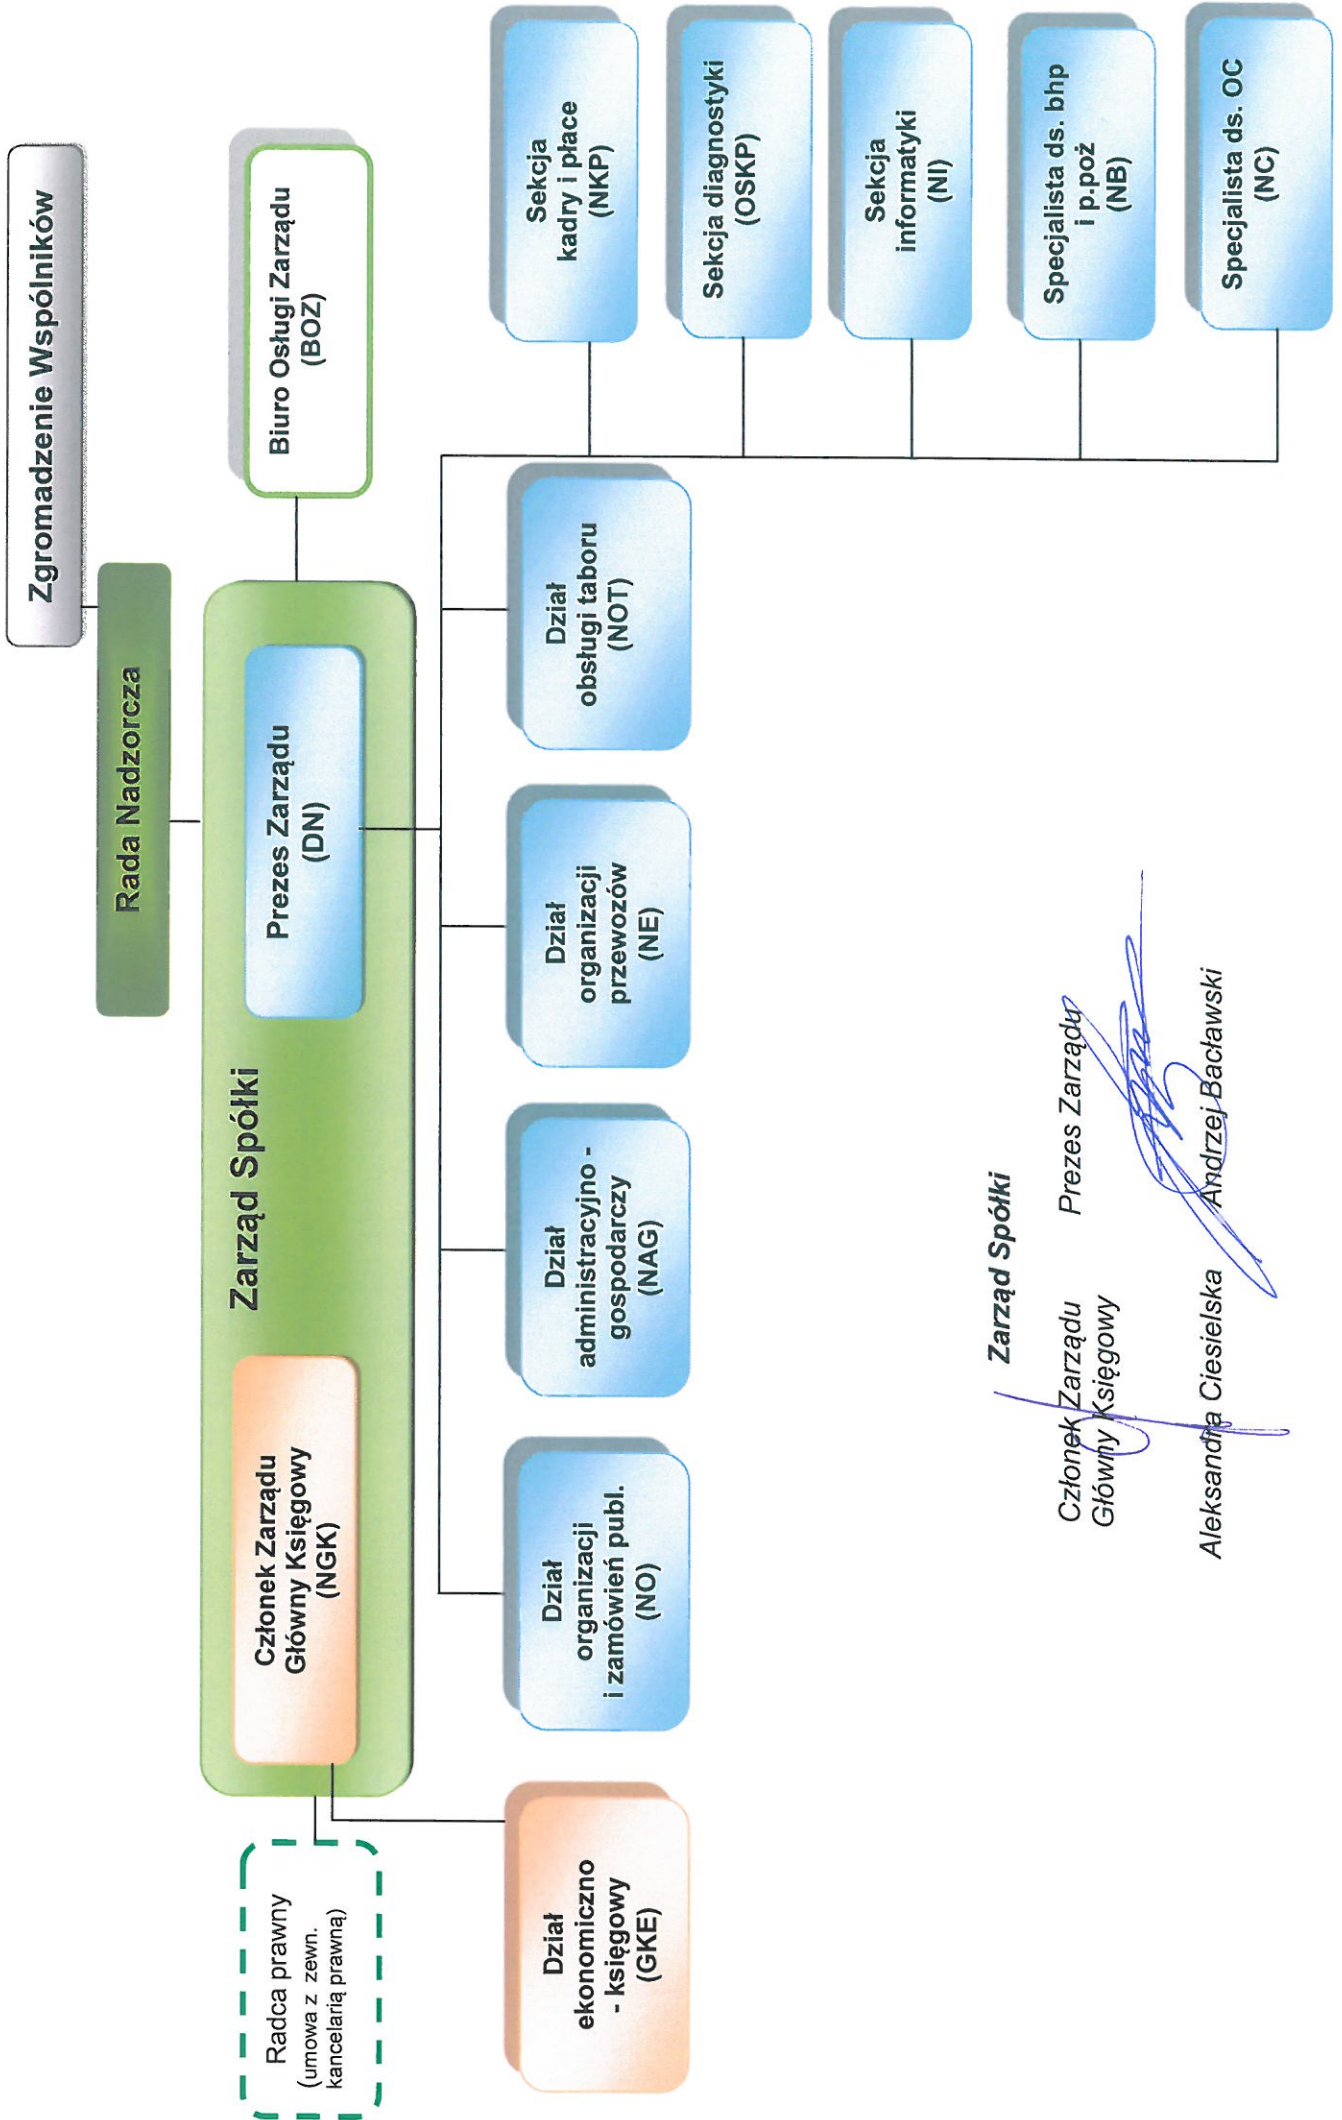 Zgromadzenie Wspólników
Rada Nadzorcza
Zarząd Spółki
Radca prawny
(umowa z zewn.
kancelarią prawną)
Członek Zarządu
Główny Księgowy
(NGK)
Prezes Zarządu
(DN)
Biuro Osługi Zarządu
(BOZ)
Dział
ekonomiczno
- księgowy
(GKE)
Dział
organizacji
i zamówień publ.
(NO)
Dział
administracyjno -
gospodarczy
(NAG)
Dział
organizacji
przewozów
(NE)
Dział
obsługi taboru
(NOT)
Sekcja
kadry i płace
(NKP)
Sekcja diagnostyki
(OSKP)
Sekcja
informatyki
(NI)
Specjalista ds. bhp
i p.poż
(NB)
Specjalista ds. OC
(NC)
Zarząd Spółki
Członek Zarządu
Główny Księgowy
Prezes Zarządu
Aleksandra Ciesielska
Andrzej Bacławski